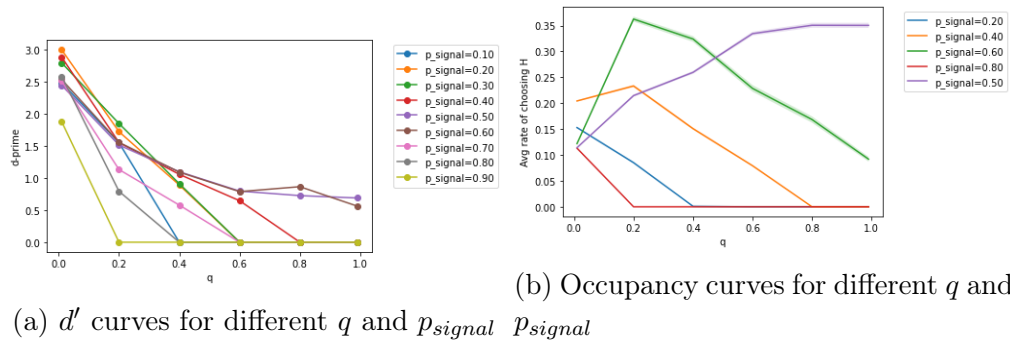 3.0
2.5
2.0
1.5
1.0
0.5
0.0
d-prime
0.0 0.2 0.4 0.6 0.8 1.0
q
p_signal=0.10
p_signal=0.20
p_signal=0.30
p_signal=0.40
p_signal=0.50
p_signal=0.60
p_signal=0.70
p_signal=0.80
p_signal=0.90
(a) d′ curves for different q and p_signal
0.35
0.30
0.25
0.20
0.15
0.10
0.05
0.00
Avg rate of choosing H
0.0 0.2 0.4 0.6 0.8 1.0
q
p_signal=0.20
p_signal=0.40
p_signal=0.60
p_signal=0.80
p_signal=0.50
(b) Occupancy curves for different q and
p_signal